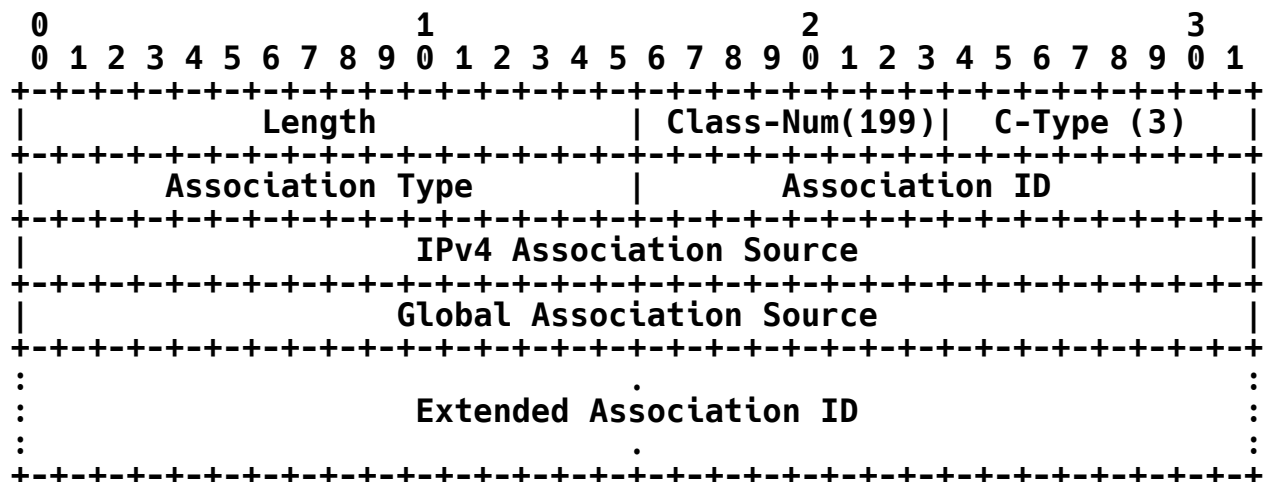 0                   1                   2                   3
 0 1 2 3 4 5 6 7 8 9 0 1 2 3 4 5 6 7 8 9 0 1 2 3 4 5 6 7 8 9 0 1
+-+-+-+-+-+-+-+-+-+-+-+-+-+-+-+-+-+-+-+-+-+-+-+-+-+-+-+-+-+-+-+-+
|            Length             | Class-Num(199)|  C-Type (3)   |
+-+-+-+-+-+-+-+-+-+-+-+-+-+-+-+-+-+-+-+-+-+-+-+-+-+-+-+-+-+-+-+-+
|       Association Type        |       Association ID          |
+-+-+-+-+-+-+-+-+-+-+-+-+-+-+-+-+-+-+-+-+-+-+-+-+-+-+-+-+-+-+-+-+
|                    IPv4 Association Source                    |
+-+-+-+-+-+-+-+-+-+-+-+-+-+-+-+-+-+-+-+-+-+-+-+-+-+-+-+-+-+-+-+-+
|                   Global Association Source                   |
+-+-+-+-+-+-+-+-+-+-+-+-+-+-+-+-+-+-+-+-+-+-+-+-+-+-+-+-+-+-+-+-+
:                               .                               :
:                    Extended Association ID                    :
:                               .                               :
+-+-+-+-+-+-+-+-+-+-+-+-+-+-+-+-+-+-+-+-+-+-+-+-+-+-+-+-+-+-+-+-+